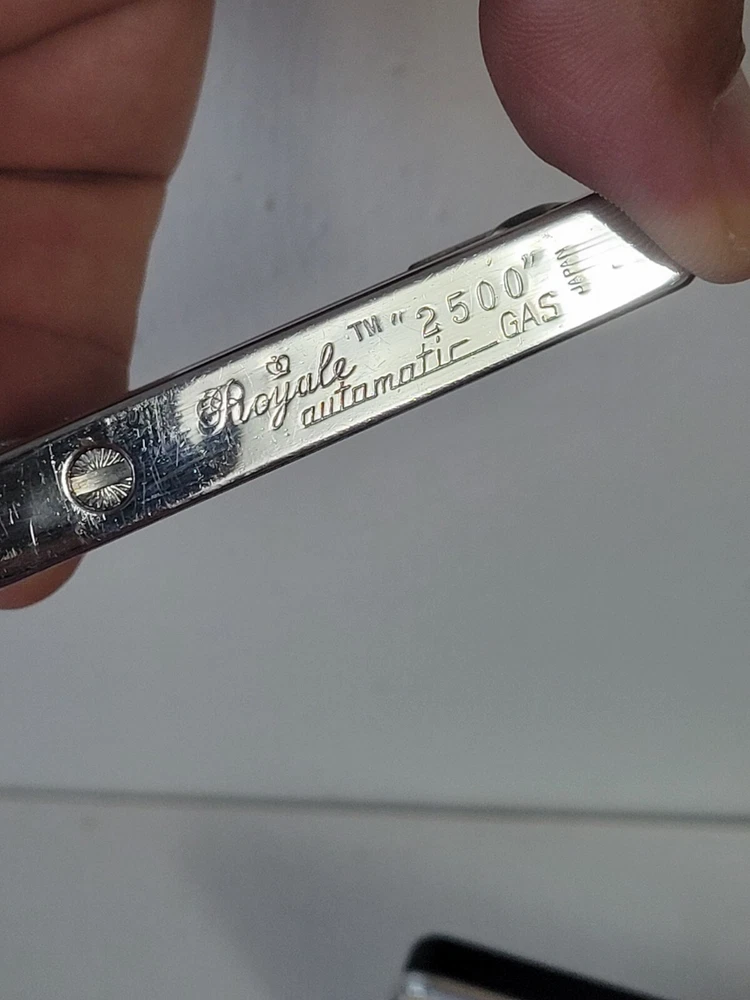 Royale TM "2500"
automatic GAS
JAPAN